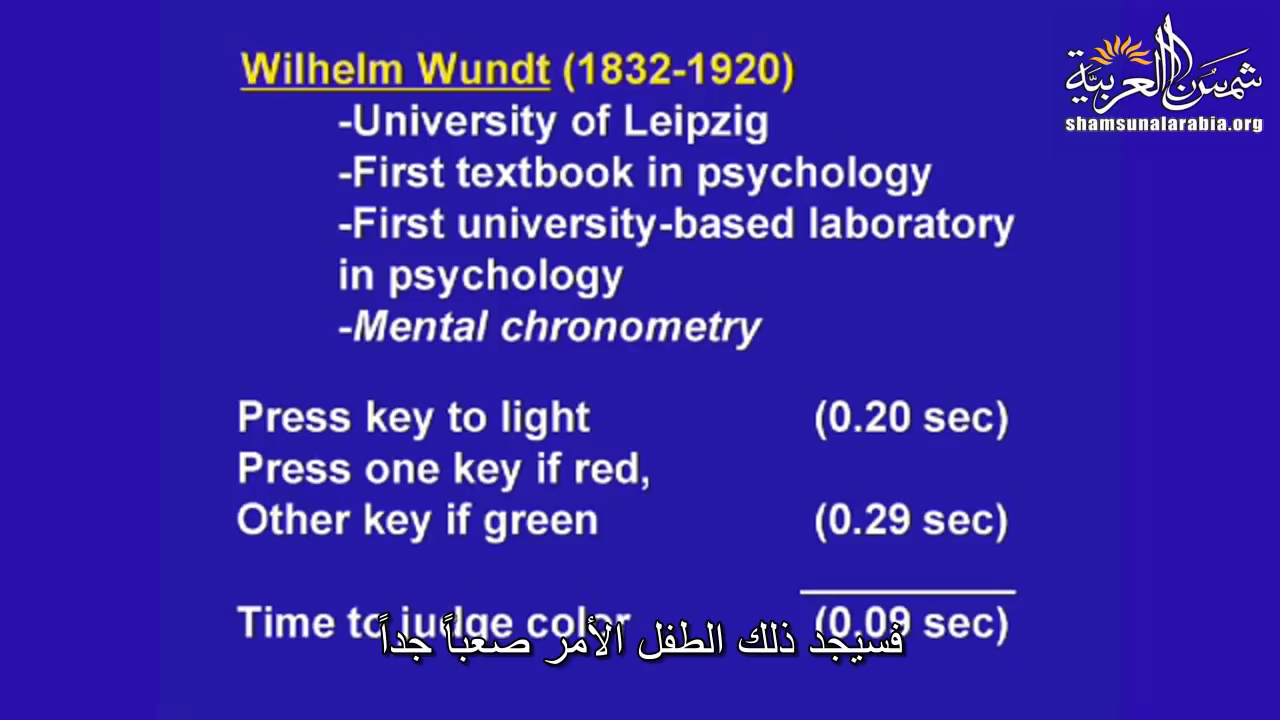 Wilhelm Wundt (1832-1920)
شمس العربية
shamsunalarabia.org
-University of Leipzig
-First textbook in psychology
-First university-based laboratory
in psychology
-Mental chronometry
Press key to light (0.20 sec)
Press one key if red,
Other key if green (0.29 sec)
Time to judge color (0.09 sec)
فسيجد ذلك الطفل الأمر صعباً جداً